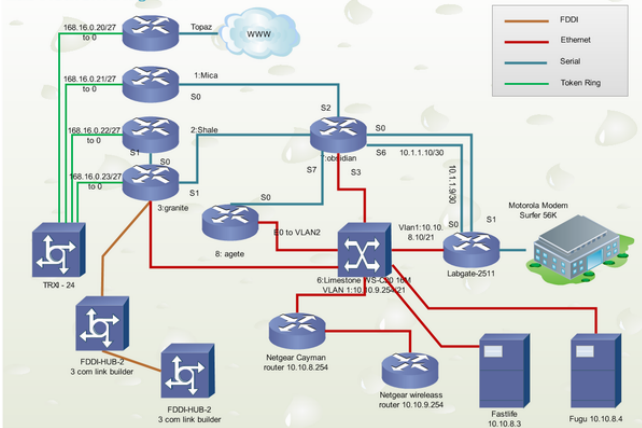 168.16.0.20/27
to 0
Topaz
WWW
FDDI
Ethernet
Serial
Token Ring
168.16.0.21/27
to 0
1:Mica
S0
S2
168.16.0.22/27
to 0
2:Shale
S1
S0
S0
S6
10.1.1.10/30
:obsidian
168.16.0.23/27
to 0
S1
3:granite
S7
S3
10.1.1.9/30
S0
E0 to VLAN2
8: agete
Vlan1:10.10.
8.10/21
S0
S1
Motorola Modem
Surfer 56K
Labgate-2511
TRXI - 24
6:Limestone WS-C20 16M
VLAN 1:10.10.9.254/21
FDDI-HUB-2
3 com link builder
Netgear Cayman
router 10.10.8.254
FDDI-HUB-2
3 com link builder
Netgear wireleass
router 10.10.9.254
Fastlife
10.10.8.3
Fugu 10.10.8.4